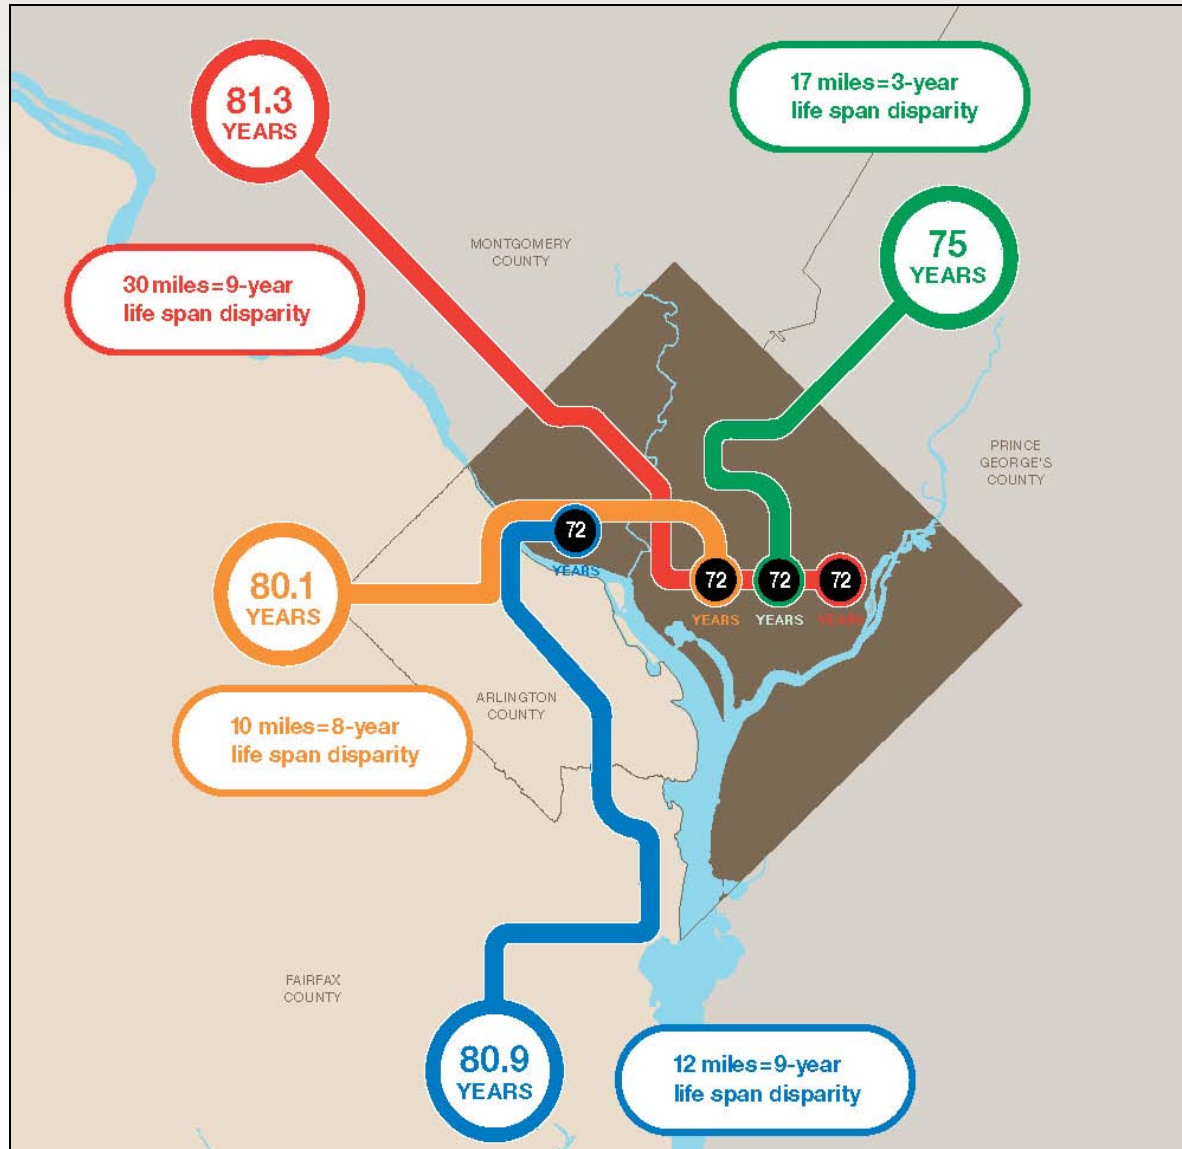 81.3
YEARS
17 miles=3-year
life span disparity
75
YEARS
MONTGOMERY
COUNTY
30 miles=9-year
life span disparity
PRINCE
GEORGE'S
COUNTY
72
YEARS
80.1
YEARS
72
YEARS
72
YEARS
72
YEARS
ARLINGTON
COUNTY
10 miles=8-year
life span disparity
FAIRFAX
COUNTY
80.9
YEARS
12 miles=9-year
life span disparity